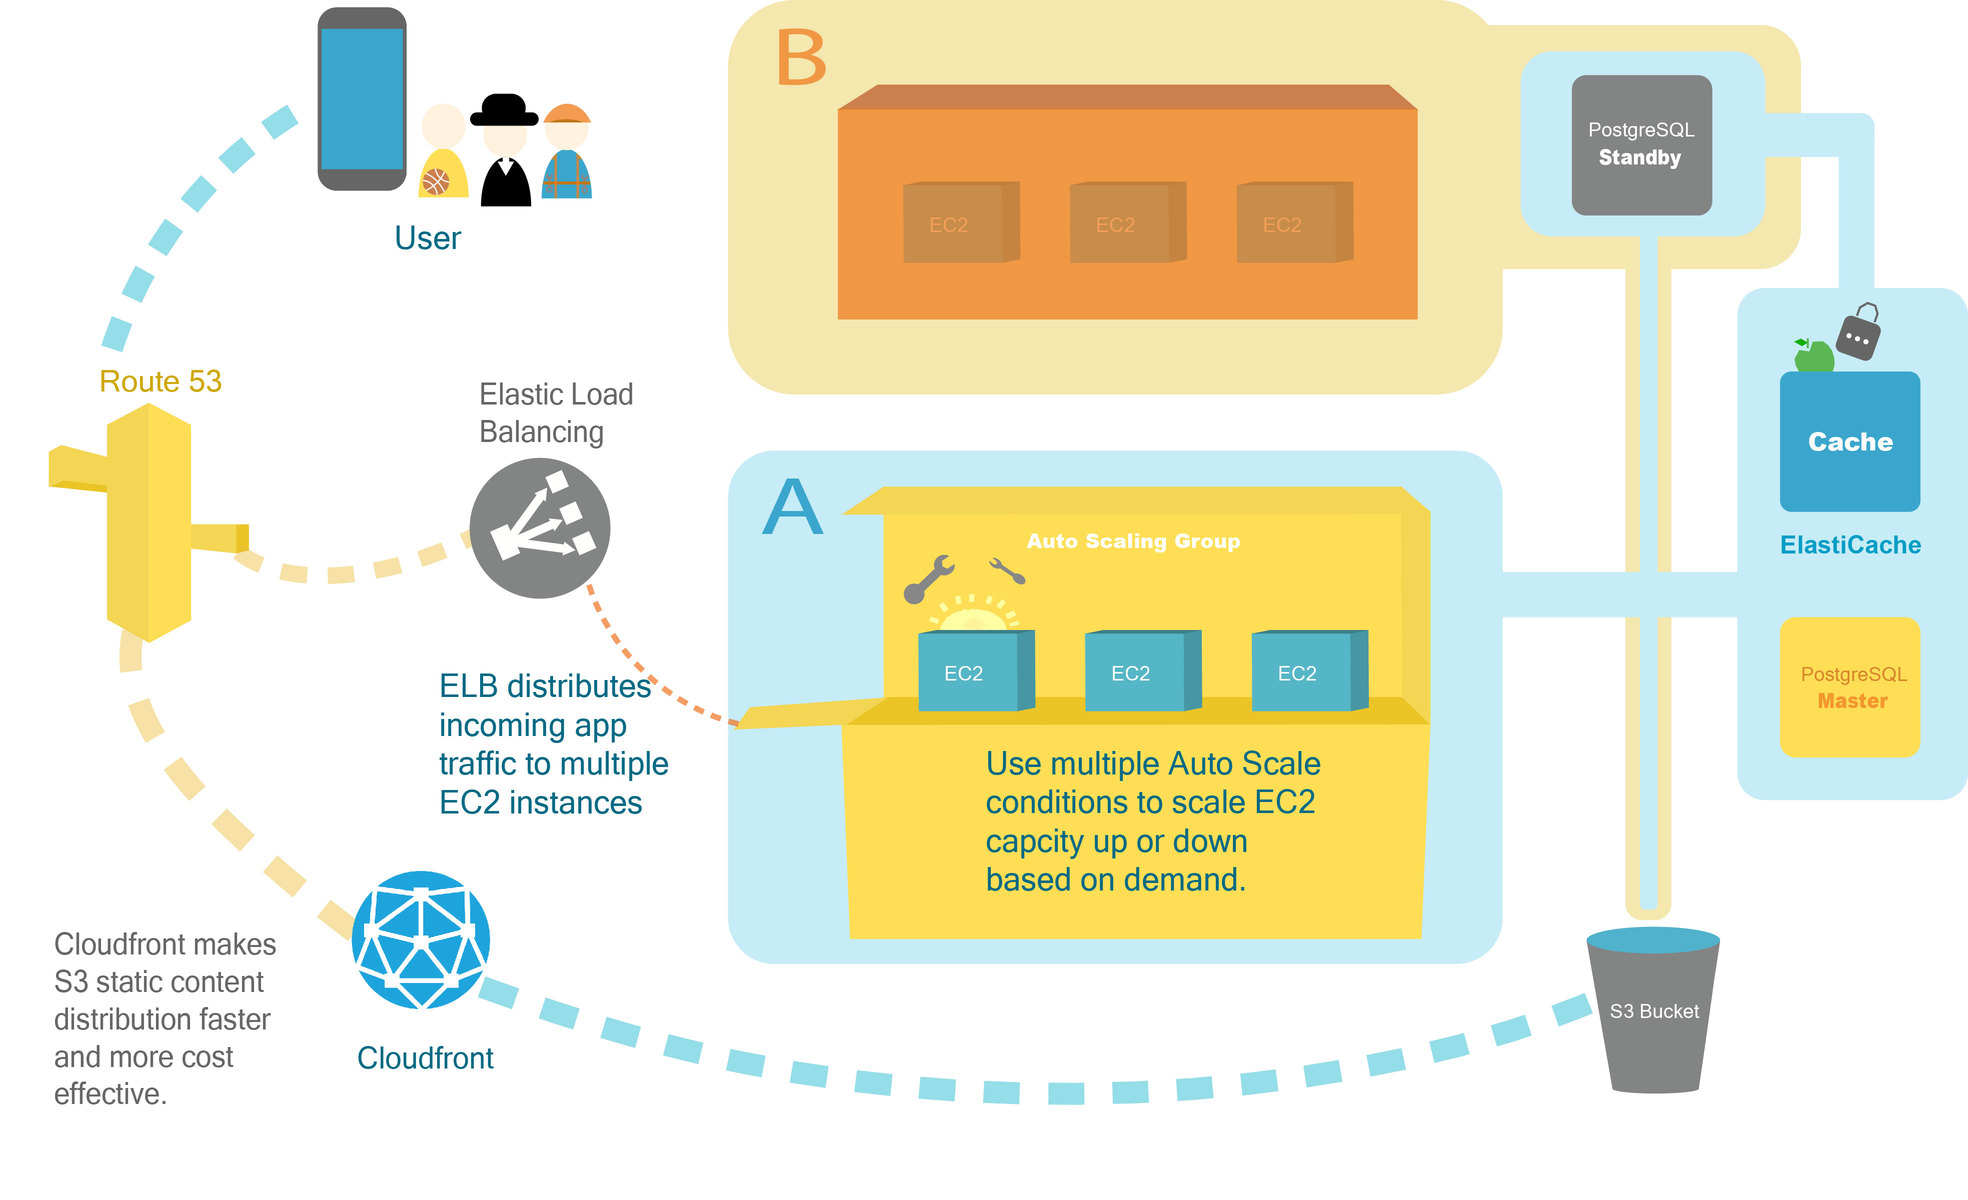 User
Route 53
Elastic Load
Balancing
ELB distributes
incoming app
traffic to multiple
EC2 instances
Cloudfront makes
S3 static content
distribution faster
and more cost
effective.
Cloudfront
B
EC2
EC2
EC2
A
Auto Scaling Group
EC2
EC2
EC2
Use multiple Auto Scale
conditions to scale EC2
capcity up or down
based on demand.
PostgreSQL
Standby
Cache
ElastiCache
PostgreSQL
Master
S3 Bucket